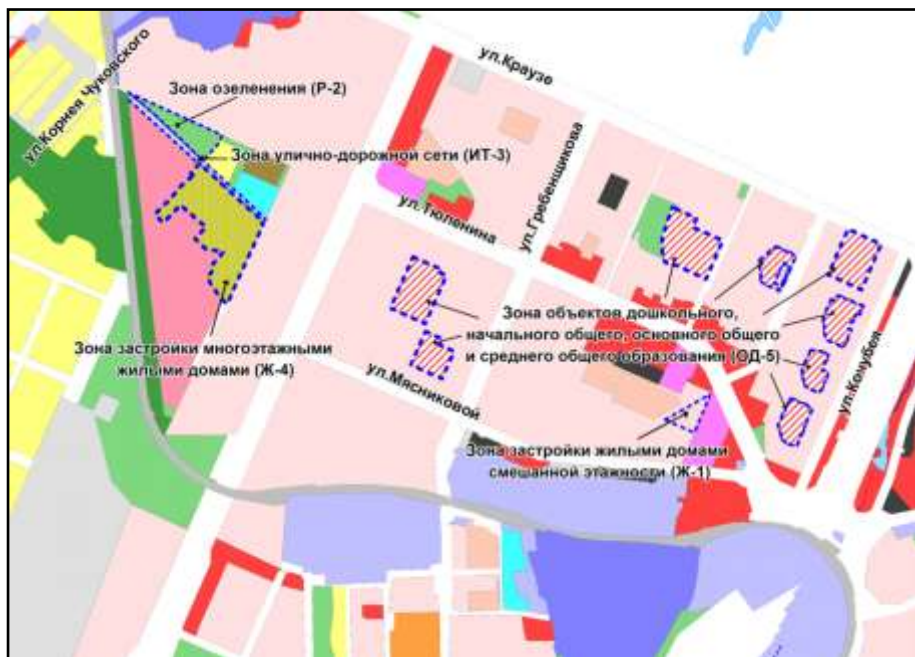 ул.Корнея Чуковского
ул.Краузе
Зона озеленения (Р-2)
Зона улично-дорожной сети (ИТ-3)
ул.Гребенщикова
ул.Тюленина
Зона объектов дошкольного,
начального общего, основного общего
и среднего общего образования (ОД-5)
Зона застройки многоэтажными
жилыми домами (Ж-4)
ул.Мясниковой
ул.Кочубея
Зона застройки жилыми домами
смешанной этажности (Ж-1)